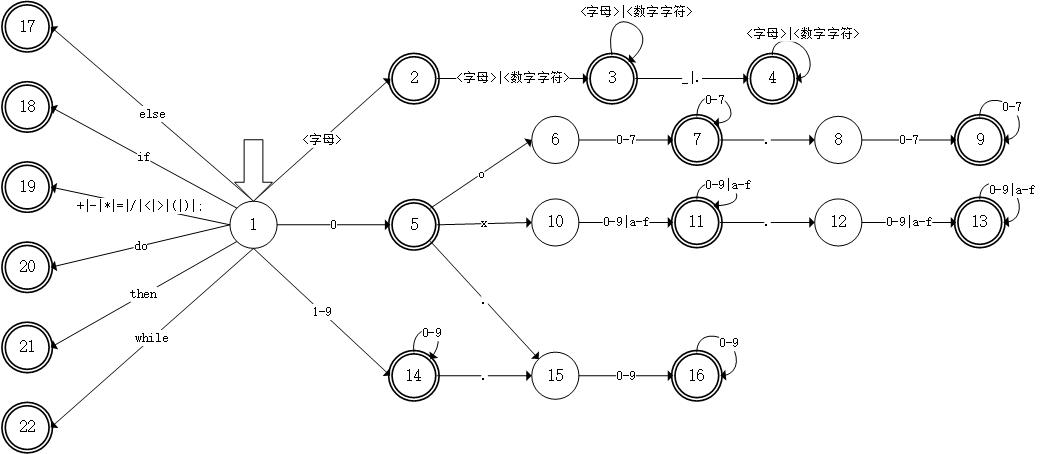 <字母>|<数字字符>
<字母>|<数字字符>
17
2
<字母>|<数字字符>
3
_|.
4
18
else
<字母>
0-7
0-7
6
0-7
7
.
8
0-7
9
if
o
19
+|-|*|=|/|<|>|(|)|;
0-9|a-f
0-9|a-f
1
0
5
x
10
0-9|a-f
11
.
12
0-9|a-f
13
do
20
then
.
1-9
while
0-9
0-9
21
14
.
15
0-9
16
22